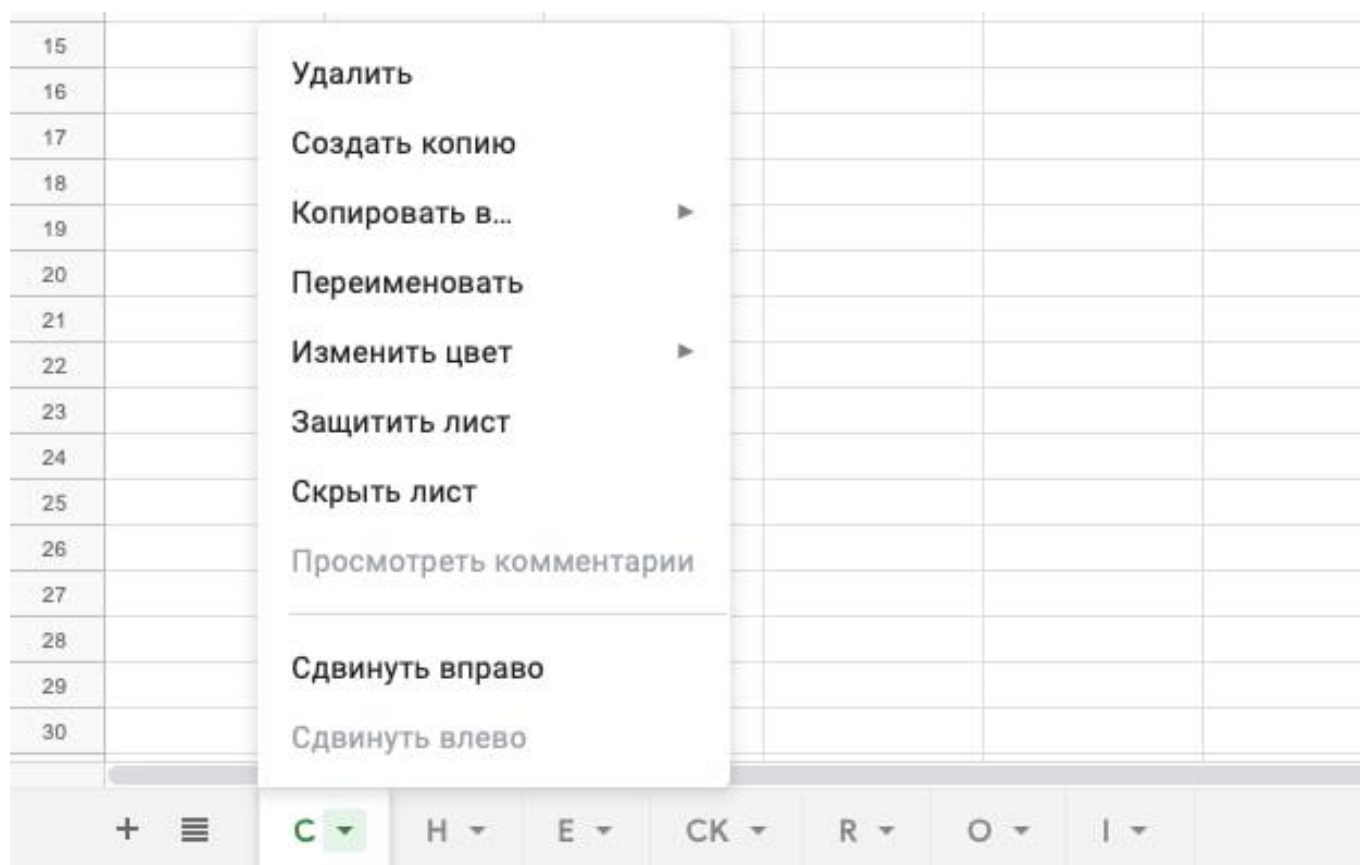 15
16
17
18
19
20
21
22
23
24
25
26
27
28
29
30
Удалить
Создать копию
Копировать в...
Переименовать
Изменить цвет
Защитить лист
Скрыть лист
Просмотреть комментарии
Сдвинуть вправо
Сдвинуть влево
+ C H E CK R O I